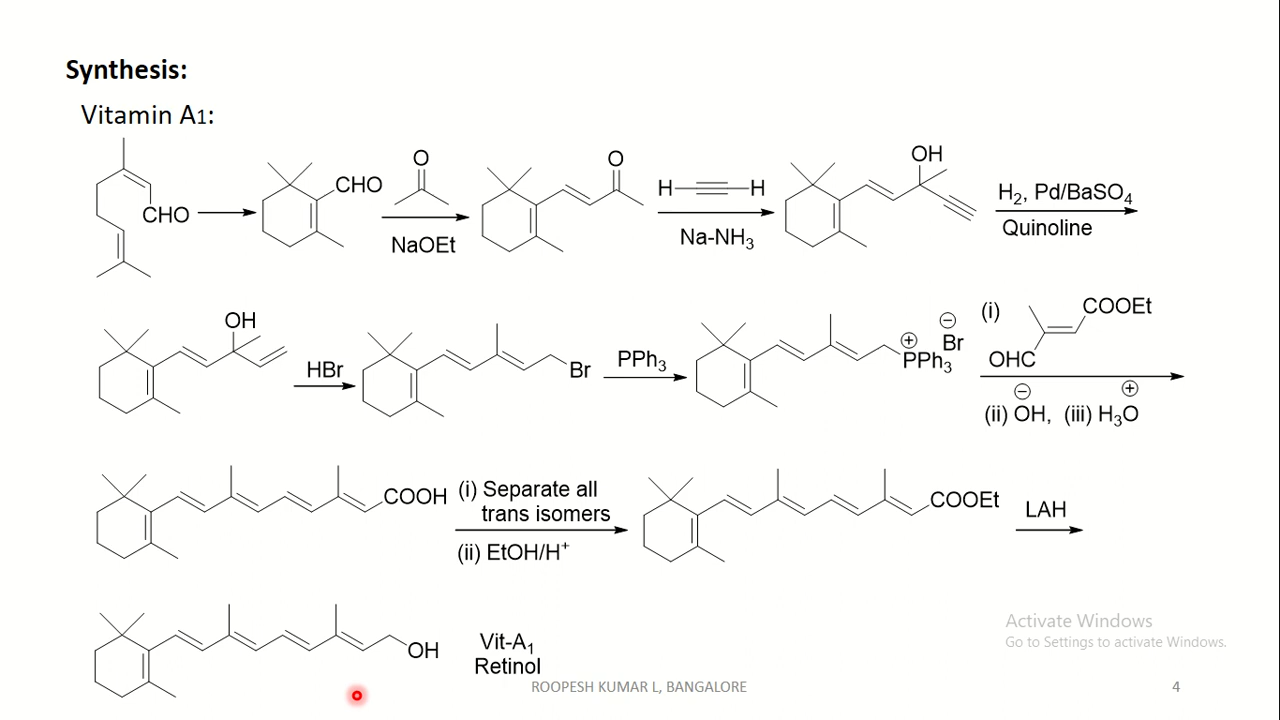 Synthesis:
Vitamin A1:
CHO
CHO
O
NaOEt
O
H H
Na-NH₃
OH
H₂, Pd/BaSO₄
Quinoline
OH
HBr
Br
PPh₃
⊕
PPh₃
⊖
Br
(i)
COOEt
OHC
⊖ ⊕
(ii) OH, (iii) H₃O
COOH
(i) Separate all
trans isomers
(ii) EtOH/H⁺
COOEt
LAH
OH
Vit-A₁
Retinol
Activate Windows
Go to Settings to activate Windows.
ROOPESH KUMAR L, BANGALORE
4